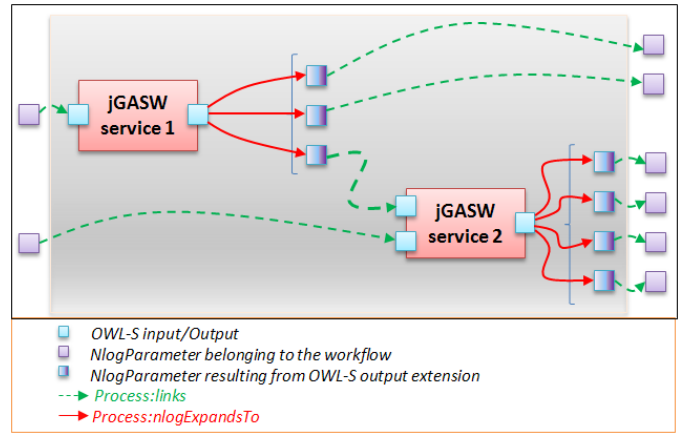 jGASW
service 1
jGASW
service 2
OWL-S input/Output
NlogParameter belonging to the workflow
NlogParameter resulting from OWL-S output extension
Process:links
Process:nlogExpandsTo